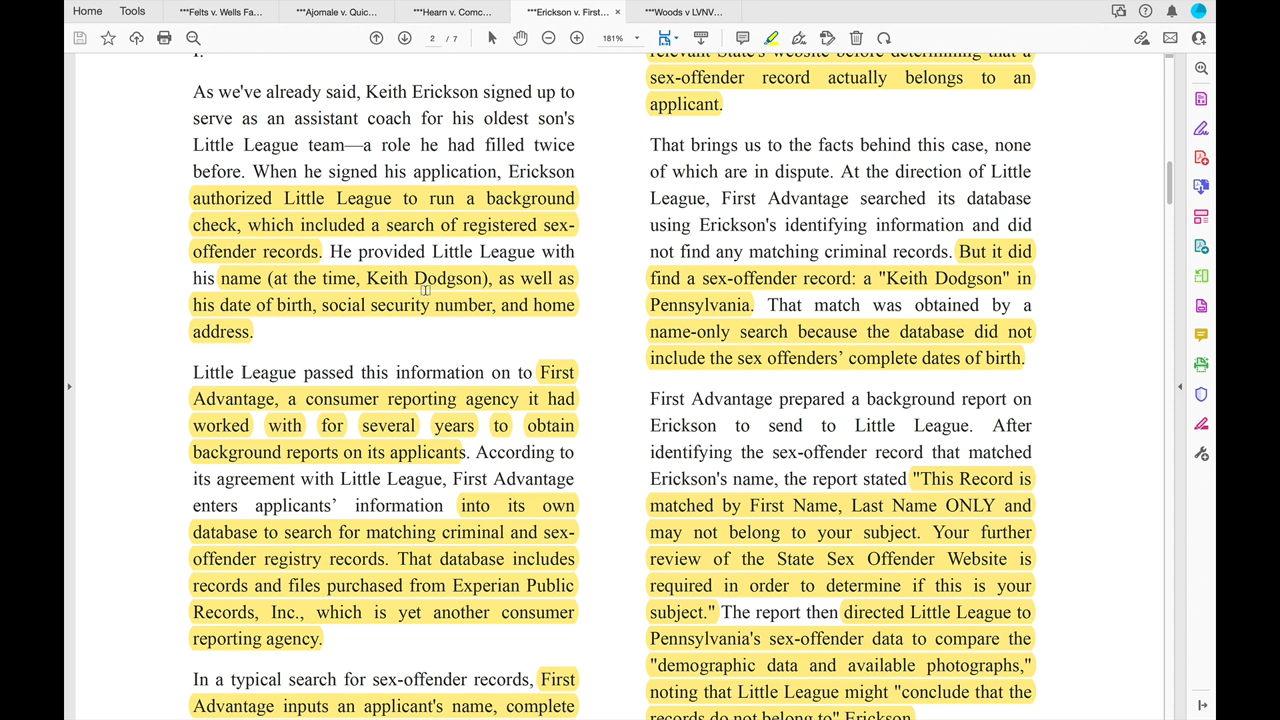 Home Tools ***Felts v. Wells Fa... ***Ajomale v. Quic... ***Hearn v. Comc... ***Erickson v. First... × ***Woods v LVNV...
2 / 7 181%
I.
As we've already said, Keith Erickson signed up to
serve as an assistant coach for his oldest son's
Little League team—a role he had filled twice
before. When he signed his application, Erickson
authorized Little League to run a background
check, which included a search of registered sex-
offender records. He provided Little League with
his name (at the time, Keith Dodgson), as well as
his date of birth, social security number, and home
address.
Little League passed this information on to First
Advantage, a consumer reporting agency it had
worked with for several years to obtain
background reports on its applicants. According to
its agreement with Little League, First Advantage
enters applicants’ information into its own
database to search for matching criminal and sex-
offender registry records. That database includes
records and files purchased from Experian Public
Records, Inc., which is yet another consumer
reporting agency.
In a typical search for sex-offender records, First
Advantage inputs an applicant's name, complete
relevant State's website before determining that a
sex-offender record actually belongs to an
applicant.
That brings us to the facts behind this case, none
of which are in dispute. At the direction of Little
League, First Advantage searched its database
using Erickson's identifying information and did
not find any matching criminal records. But it did
find a sex-offender record: a "Keith Dodgson" in
Pennsylvania. That match was obtained by a
name-only search because the database did not
include the sex offenders’ complete dates of birth.
First Advantage prepared a background report on
Erickson to send to Little League. After
identifying the sex-offender record that matched
Erickson's name, the report stated "This Record is
matched by First Name, Last Name ONLY and
may not belong to your subject. Your further
review of the State Sex Offender Website is
required in order to determine if this is your
subject." The report then directed Little League to
Pennsylvania's sex-offender data to compare the
"demographic data and available photographs,"
noting that Little League might "conclude that the
records do not belong to" Erickson.